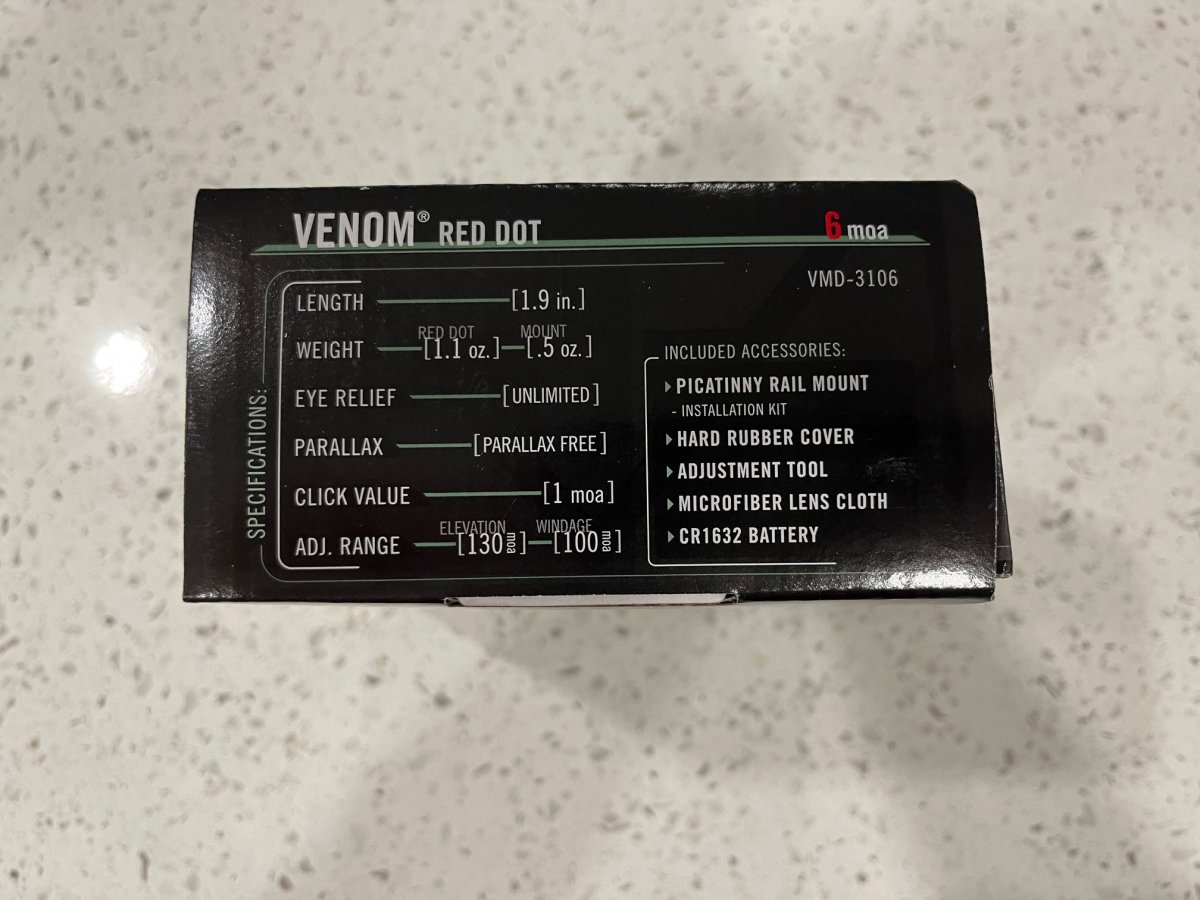 VENOM® RED DOT
6 moa
VMD-3106
SPECIFICATIONS:
LENGTH [1.9 in.]
RED DOT MOUNT
WEIGHT [1.1 oz.] [.5 oz.]
EYE RELIEF [UNLIMITED]
PARALLAX [PARALLAX FREE]
CLICK VALUE [1 moa]
ELEVATION WINDAGE
ADJ. RANGE [130 moa] [100 moa]
INCLUDED ACCESSORIES:
PICATINNY RAIL MOUNT
- INSTALLATION KIT
HARD RUBBER COVER
ADJUSTMENT TOOL
MICROFIBER LENS CLOTH
CR1632 BATTERY